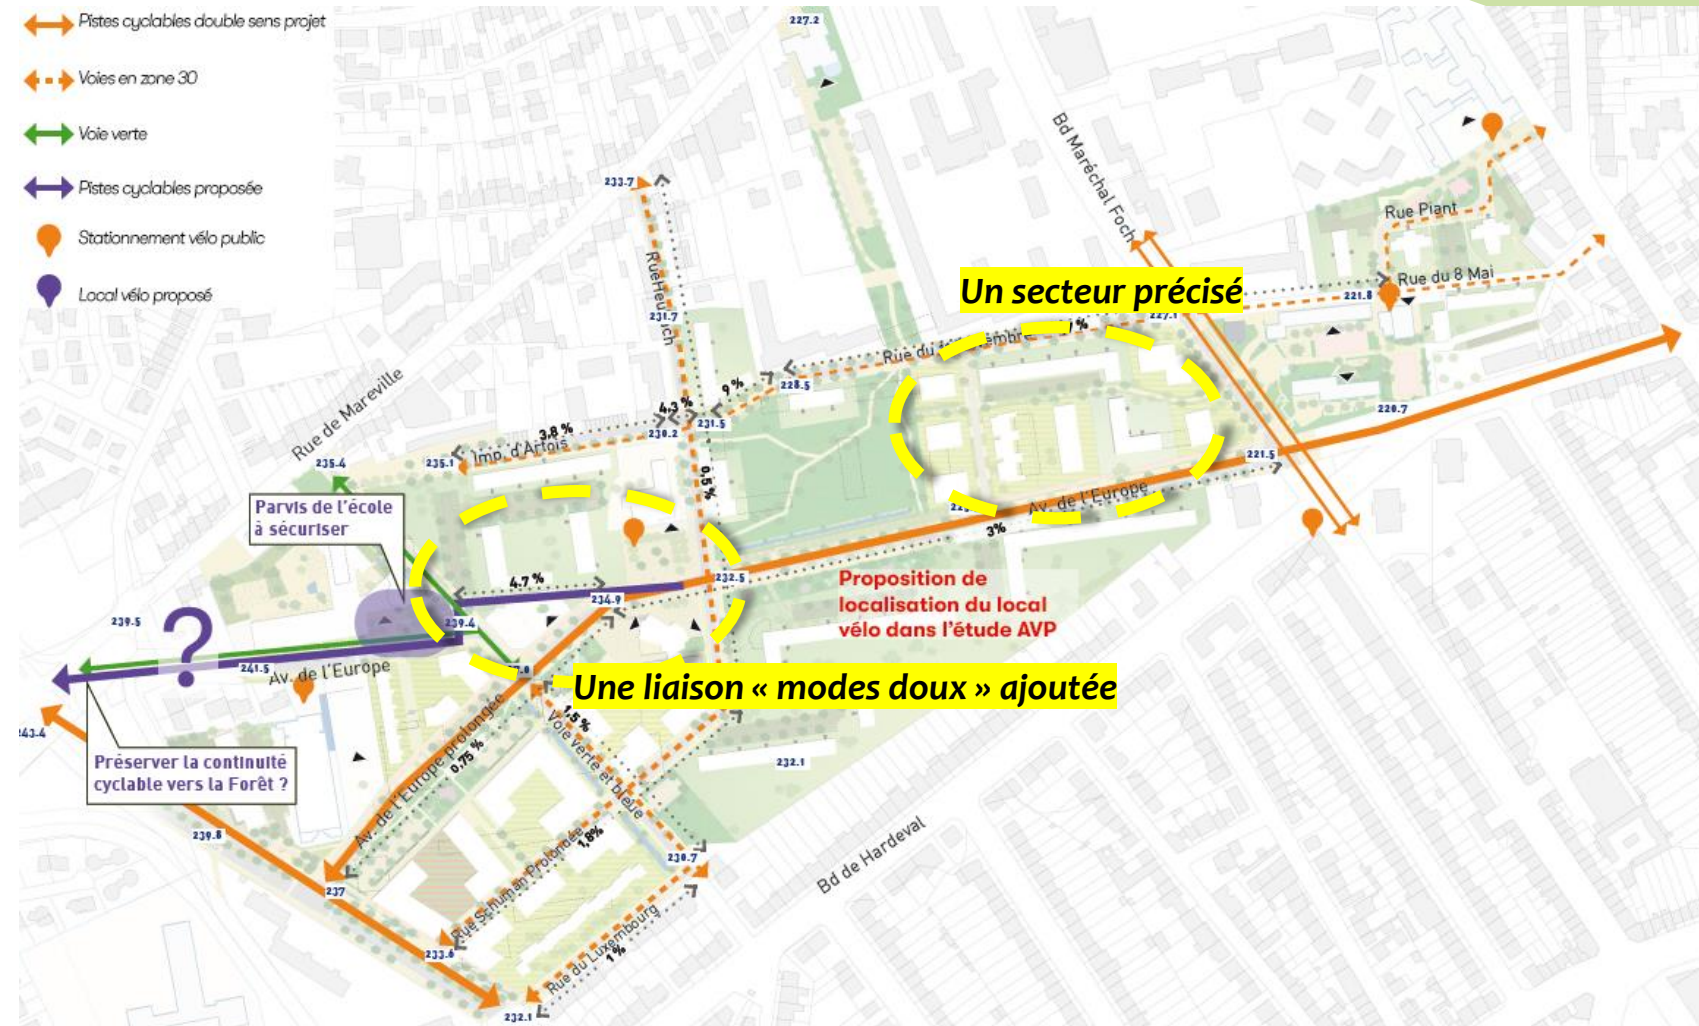 Pistes cyclables double sens projet
Voies en zone 30
Voie verte
Pistes cyclables proposée
Stationnement vélo public
Local vélo proposé
227.2
Bd Maréchal Foch
233.7
Rue Piant
Rue du 8 Mai
221.8
Un secteur précisé
227.1
231.7
Rue du
9 %
228.5
4.3 %
231.5
230.2
3.8 %
Imp. d'Artois
235.1
Rue de Mareville
235.4
0,5 %
220.7
221.5
Av. de l'Europe
3%
Parvis de l'école
à sécuriser
4.7 %
232.5
234.9
239.4
239.5
?
241.5
Av. de l'Europe
Proposition de
localisation du local
vélo dans l'étude AVP
Une liaison « modes doux » ajoutée
243.4
Préserver la continuité
cyclable vers la Forêt ?
Av. de l'Europe prolongée
0,75 %
1,5 %
Voie verte et bleue
232.1
239.8
Rue Schuman Prolongée
1,8%
230.7
Bd de Hardeval
237
233.6
Rue du Luxembourg
1 %
232.1